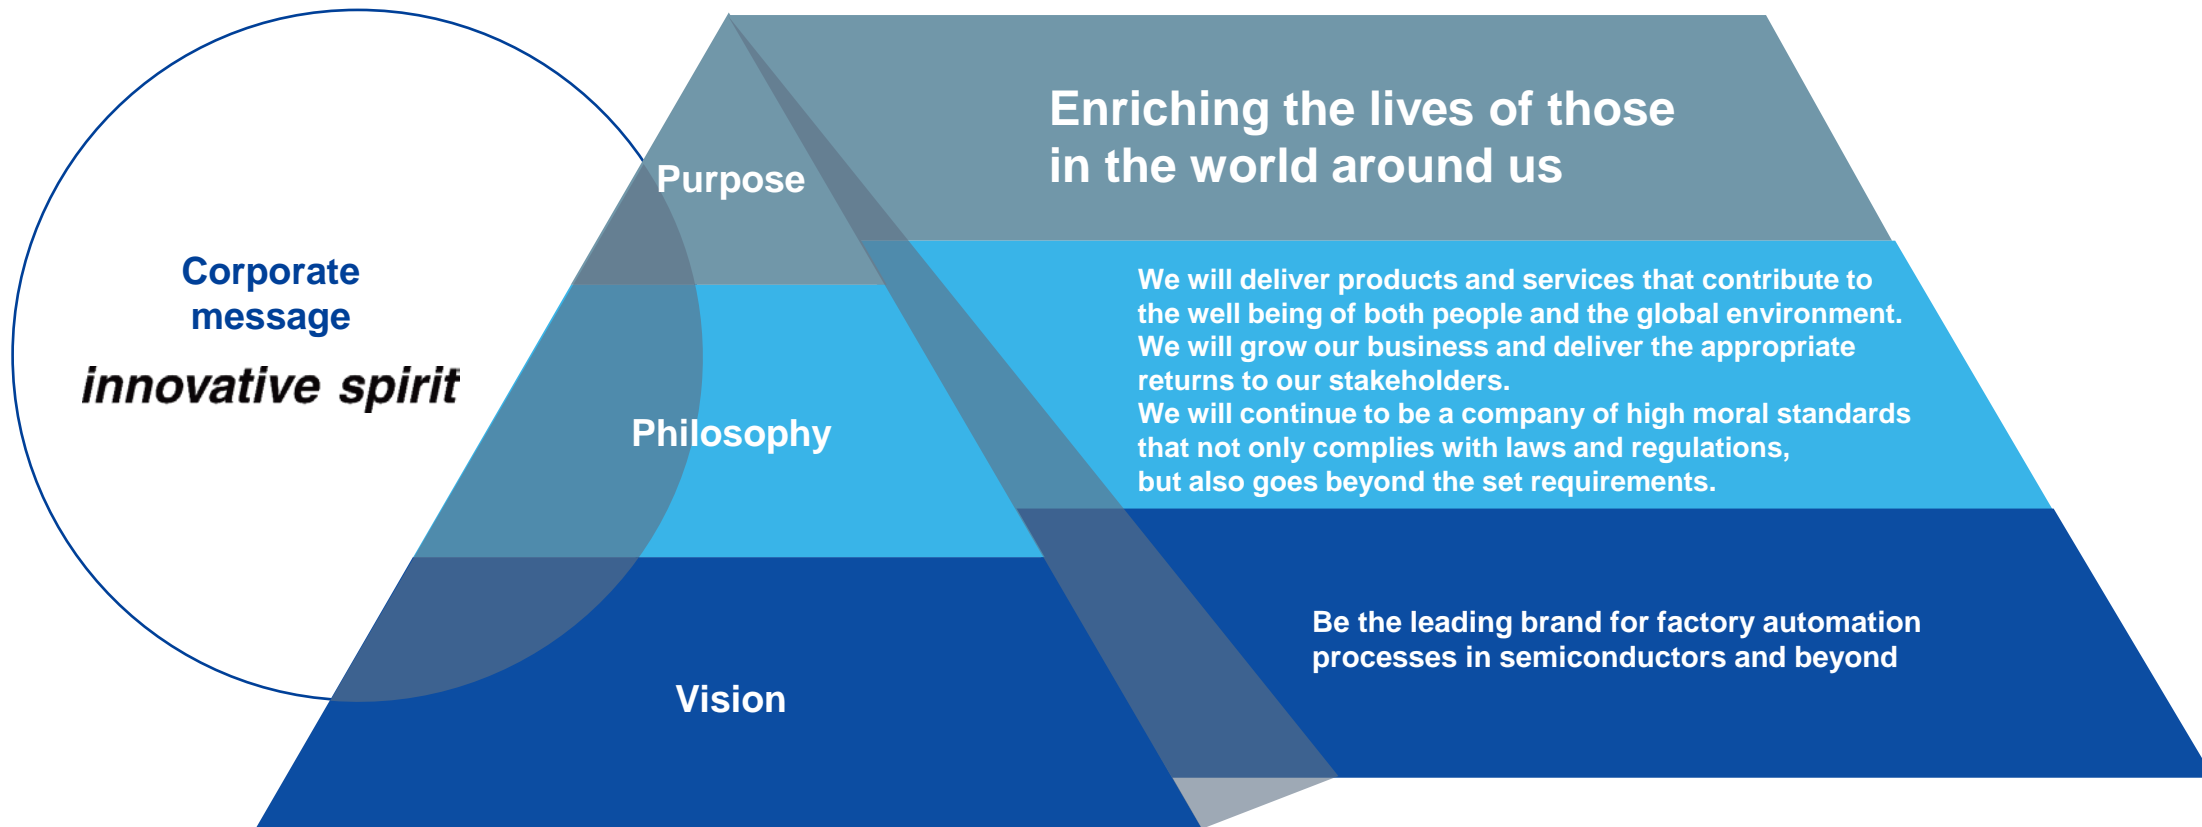 Corporate
message
innovative spirit
Purpose
Enriching the lives of those
in the world around us
Philosophy
We will deliver products and services that contribute to
the well being of both people and the global environment.
We will grow our business and deliver the appropriate
returns to our stakeholders.
We will continue to be a company of high moral standards
that not only complies with laws and regulations,
but also goes beyond the set requirements.
Vision
Be the leading brand for factory automation
processes in semiconductors and beyond